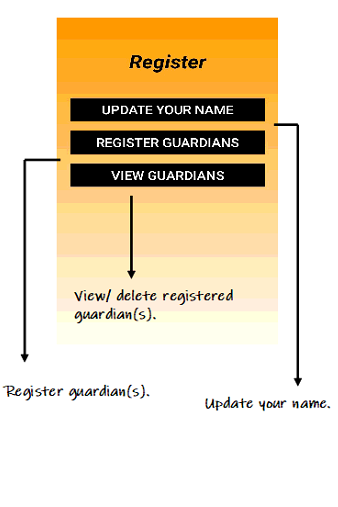 Register
UPDATE YOUR NAME
REGISTER GUARDIANS
VIEW GUARDIANS
View/ delete registered
guardian(s).
Register guardian(s).
Update your name.